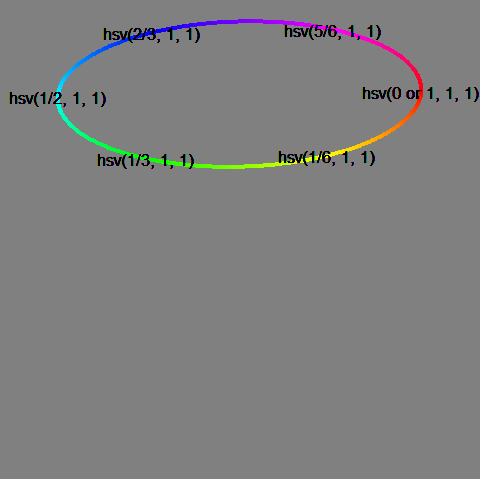 hsv(2/3, 1, 1)
hsv(5/6, 1, 1)
hsv(1/2, 1, 1)
hsv(0 or 1, 1, 1)
hsv(1/3, 1, 1)
hsv(1/6, 1, 1)